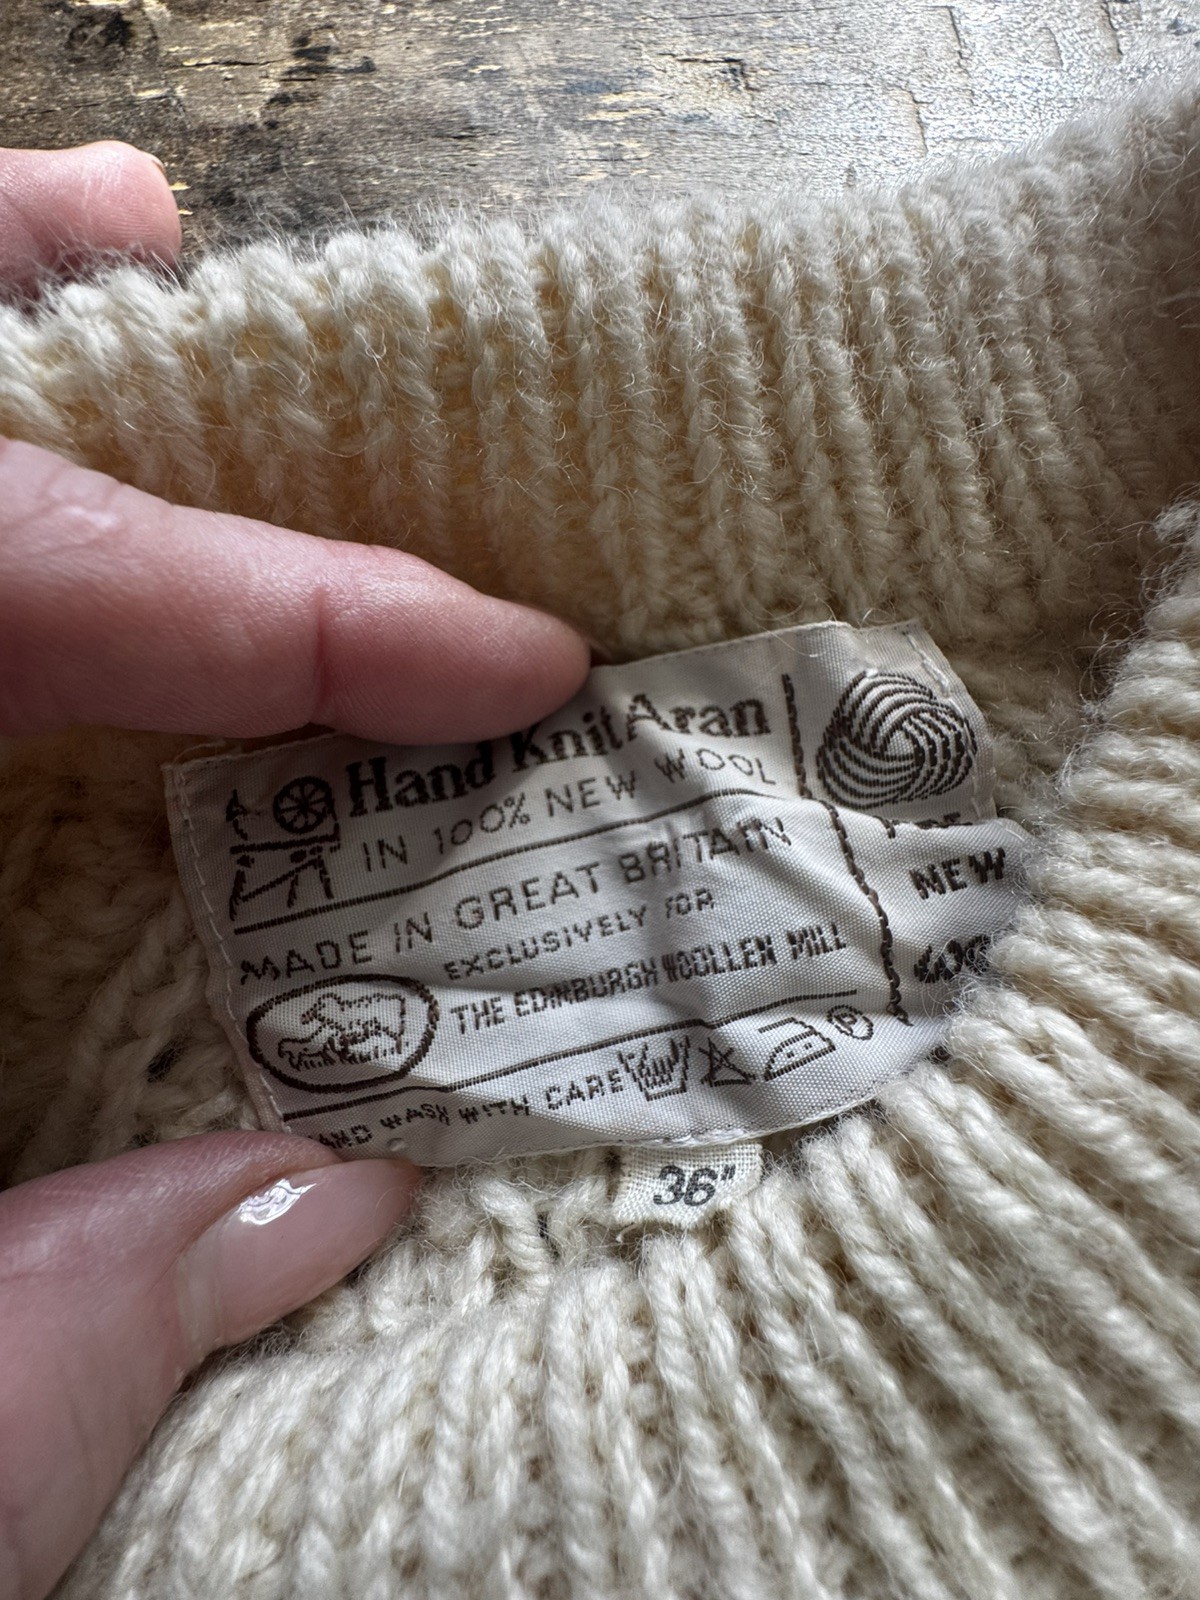 Hand Knit Aran
IN 100% NEW WOOL
MADE IN GREAT BRITAIN
EXCLUSIVELY FOR
THE EDINBURGH WOOLLEN MILL
HAND WASH WITH CARE
P
NEW
36"